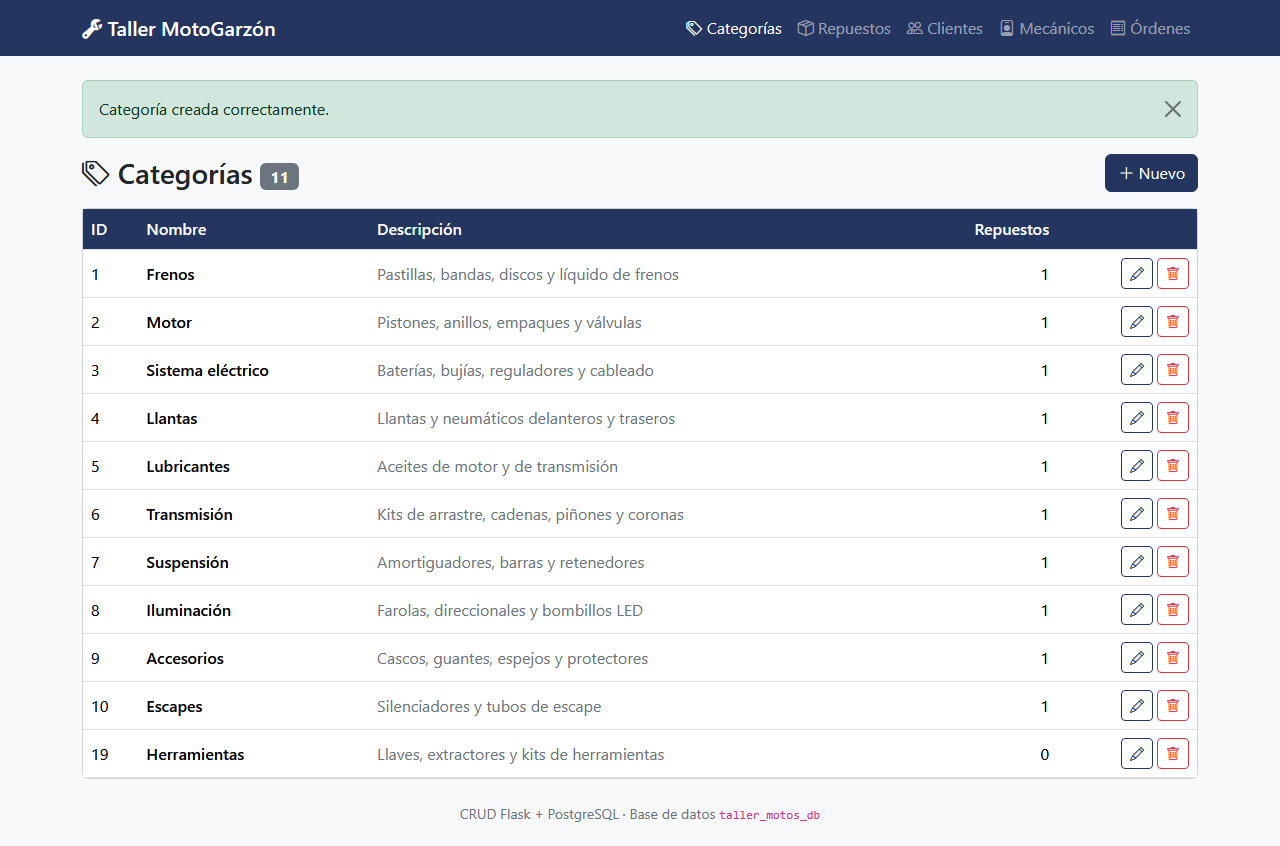 Taller MotoGarzón Categorías Repuestos Clientes Mecánicos Órdenes
Categoría creada correctamente.
Categorías 11 Nuevo
ID Nombre Descripción Repuestos
1 Frenos Pastillas, bandas, discos y líquido de frenos 1
2 Motor Pistones, anillos, empaques y válvulas 1
3 Sistema eléctrico Baterías, bujías, reguladores y cableado 1
4 Llantas Llantas y neumáticos delanteros y traseros 1
5 Lubricantes Aceites de motor y de transmisión 1
6 Transmisión Kits de arrastre, cadenas, piñones y coronas 1
7 Suspensión Amortiguadores, barras y retenedores 1
8 Iluminación Farolas, direccionales y bombillos LED 1
9 Accesorios Cascos, guantes, espejos y protectores 1
10 Escapes Silenciadores y tubos de escape 1
19 Herramientas Llaves, extractores y kits de herramientas 0
CRUD Flask + PostgreSQL · Base de datos taller_motos_db